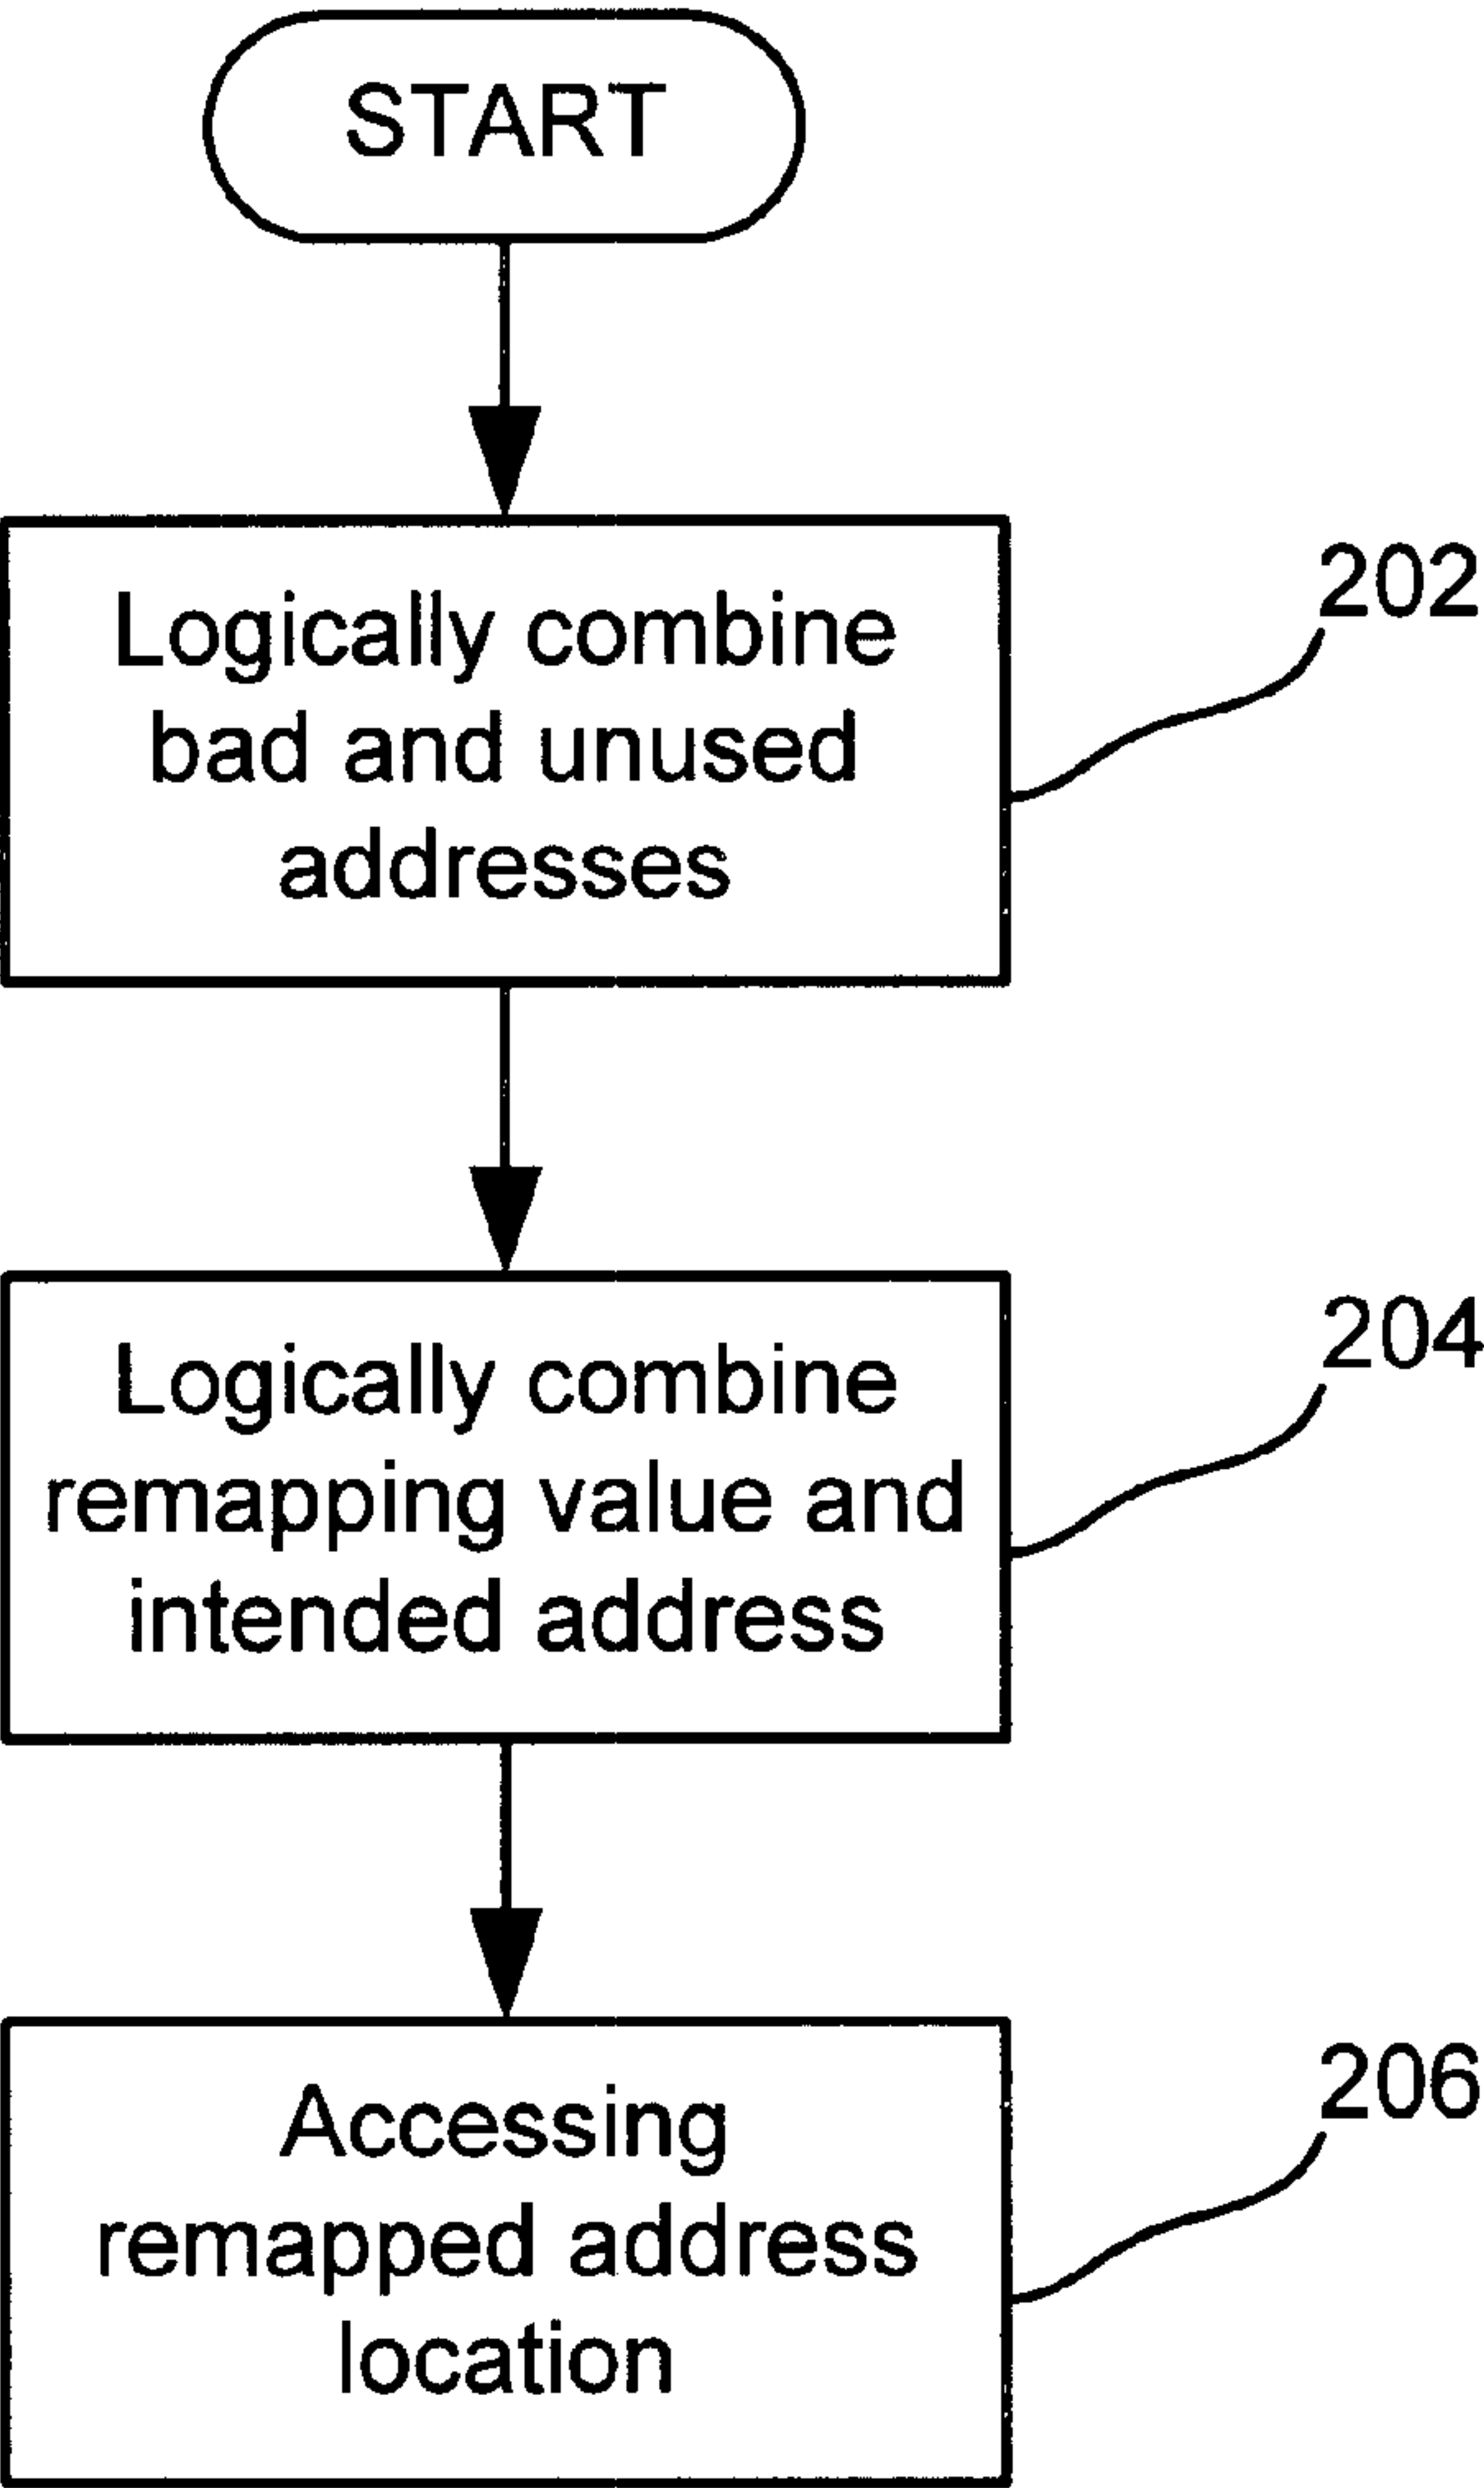 START
Logically combine
bad and unused
addresses
202
Logically combine
remapping value and
intended address
204
Accessing
remapped address
location
206